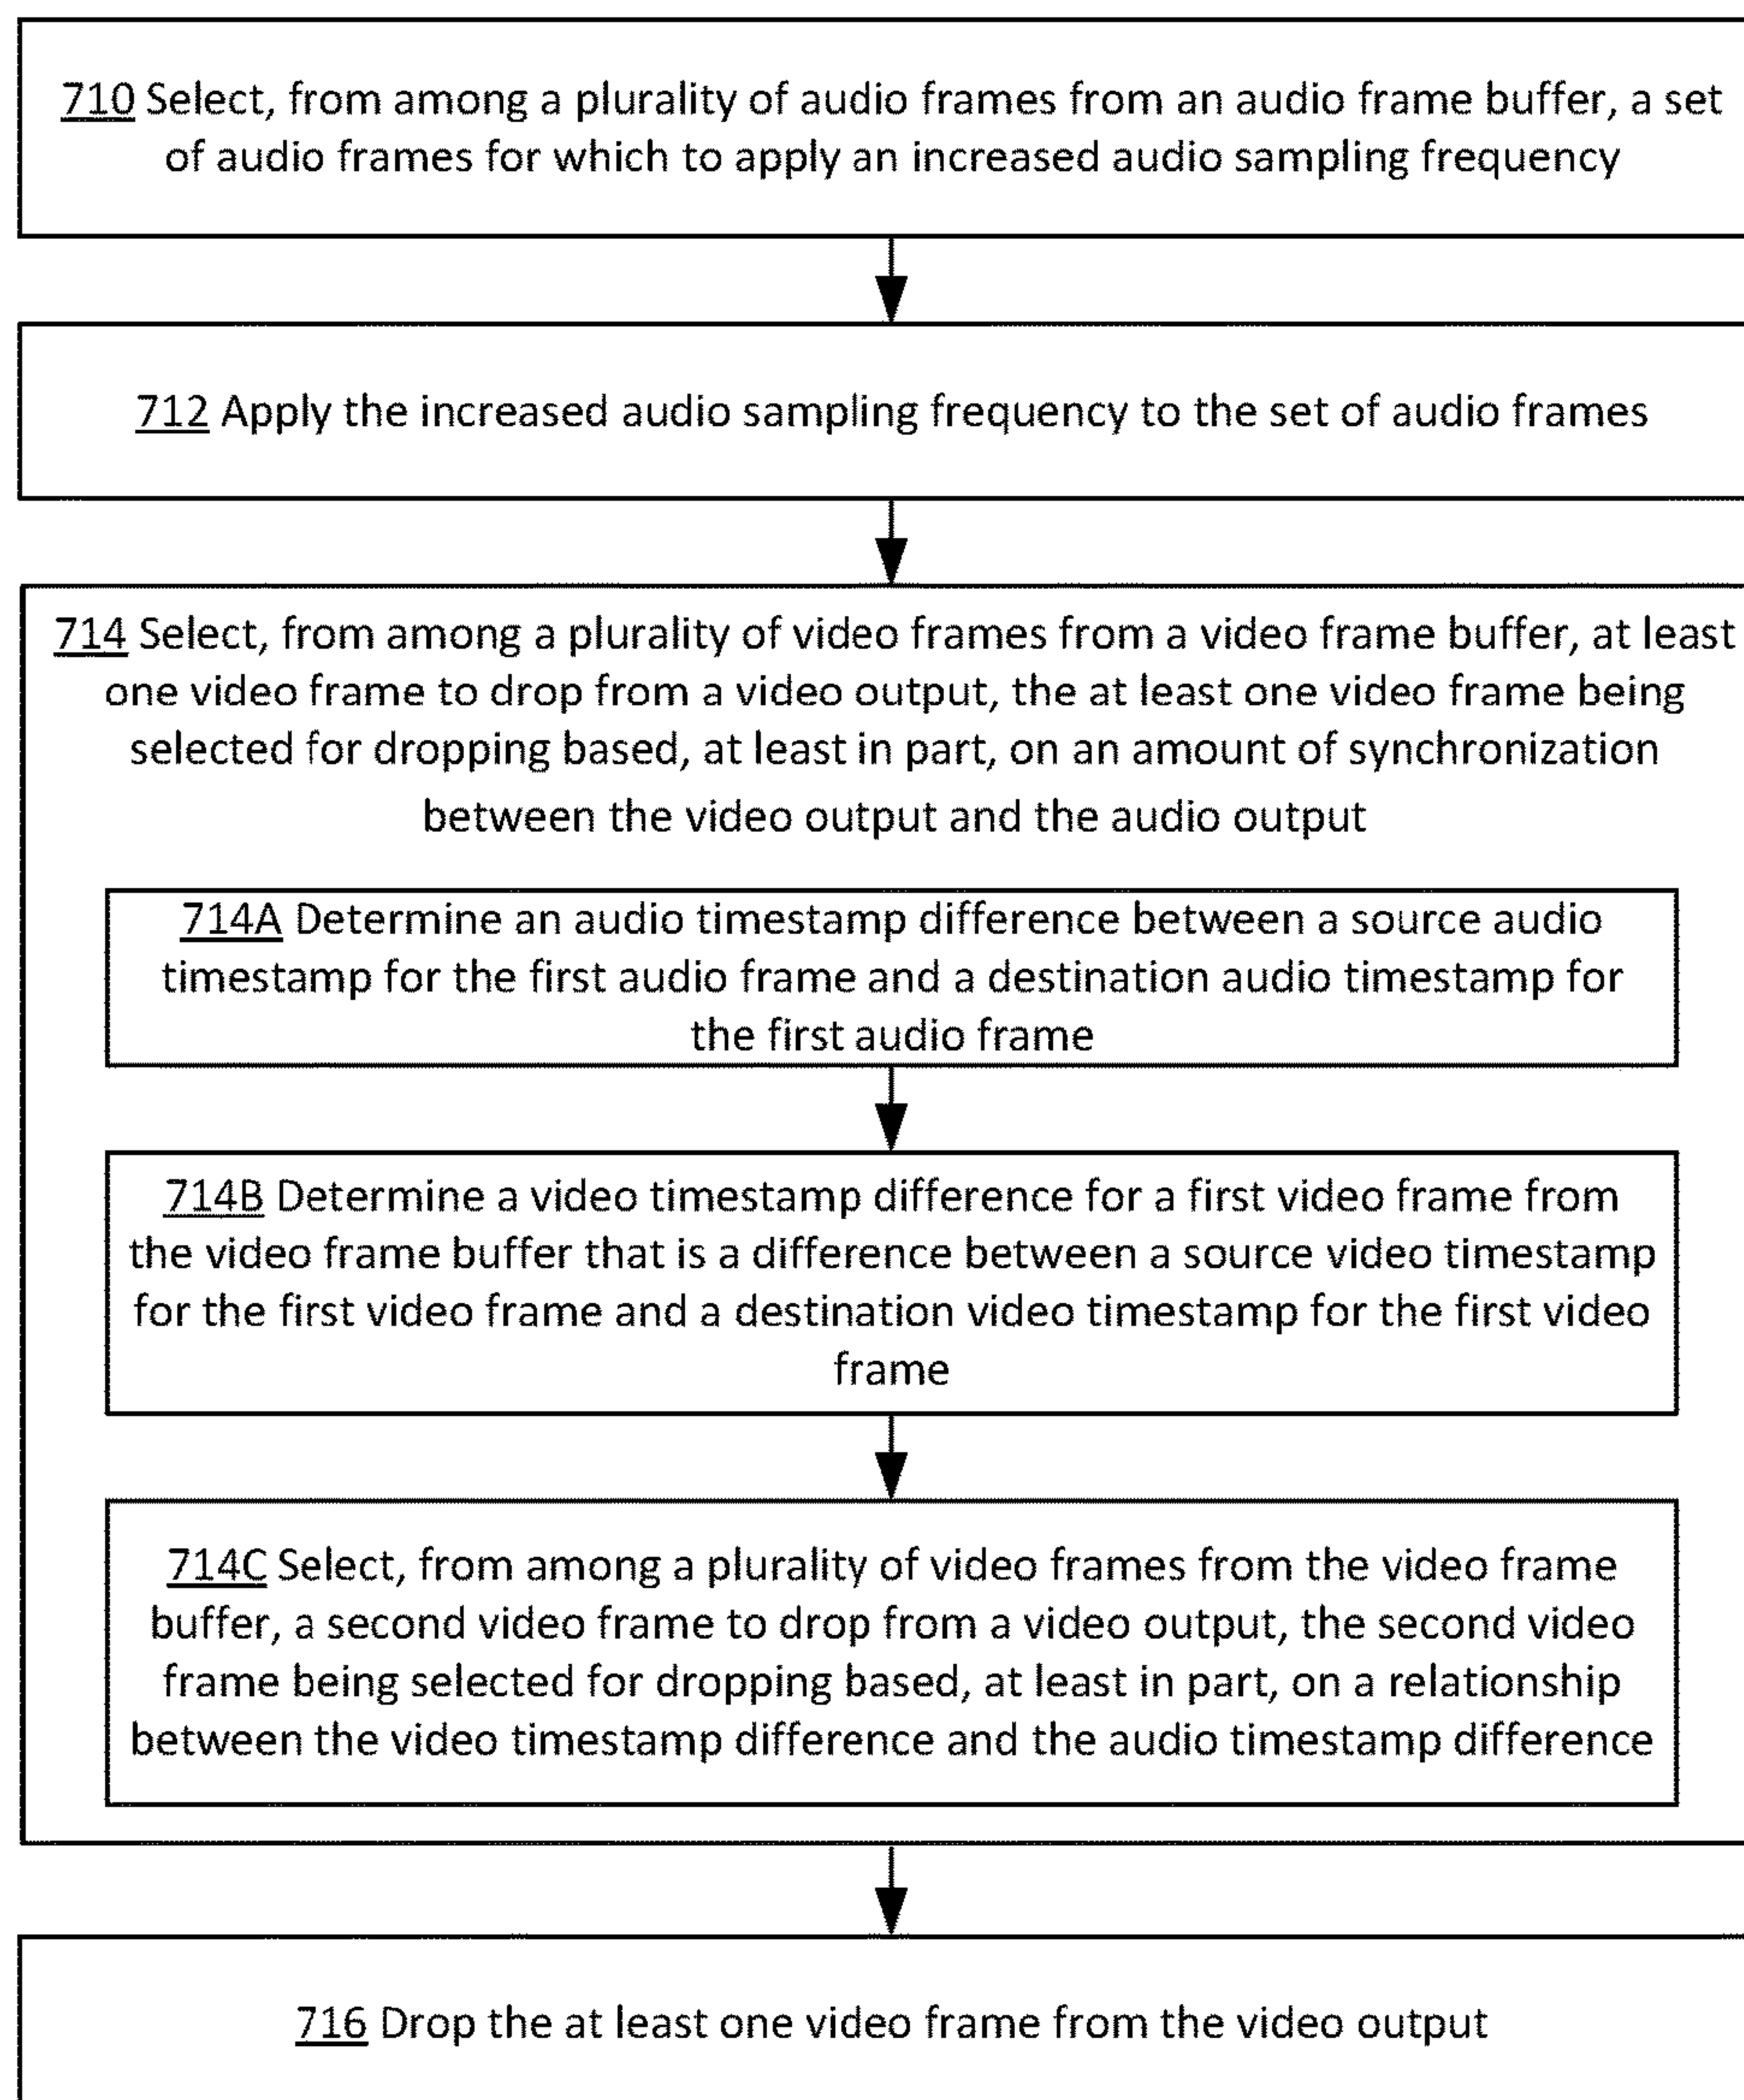 710 Select, from among a plurality of audio frames from an audio frame buffer, a set
of audio frames for which to apply an increased audio sampling frequency
712 Apply the increased audio sampling frequency to the set of audio frames
714 Select, from among a plurality of video frames from a video frame buffer, at least
one video frame to drop from a video output, the at least one video frame being
selected for dropping based, at least in part, on an amount of synchronization
between the video output and the audio output
714A Determine an audio timestamp difference between a source audio
timestamp for the first audio frame and a destination audio timestamp for
the first audio frame
714B Determine a video timestamp difference for a first video frame from
the video frame buffer that is a difference between a source video timestamp
for the first video frame and a destination video timestamp for the first video
frame
714C Select, from among a plurality of video frames from the video frame
buffer, a second video frame to drop from a video output, the second video
frame being selected for dropping based, at least in part, on a relationship
between the video timestamp difference and the audio timestamp difference
716 Drop the at least one video frame from the video output